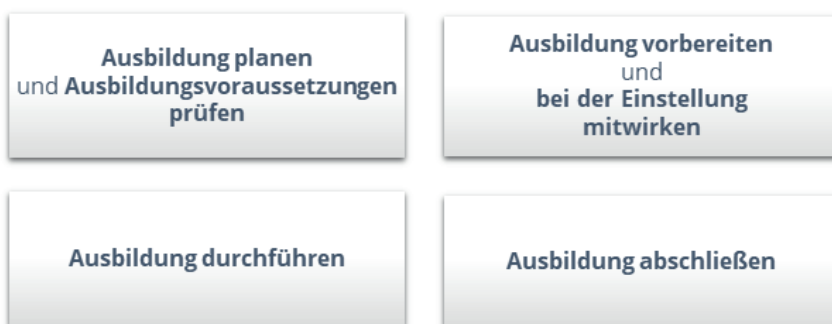 Ausbildung planen
und Ausbildungsvoraussetzungen
prüfen
Ausbildung vorbereiten
und
bei der Einstellung
mitwirken
Ausbildung durchführen
Ausbildung abschließen